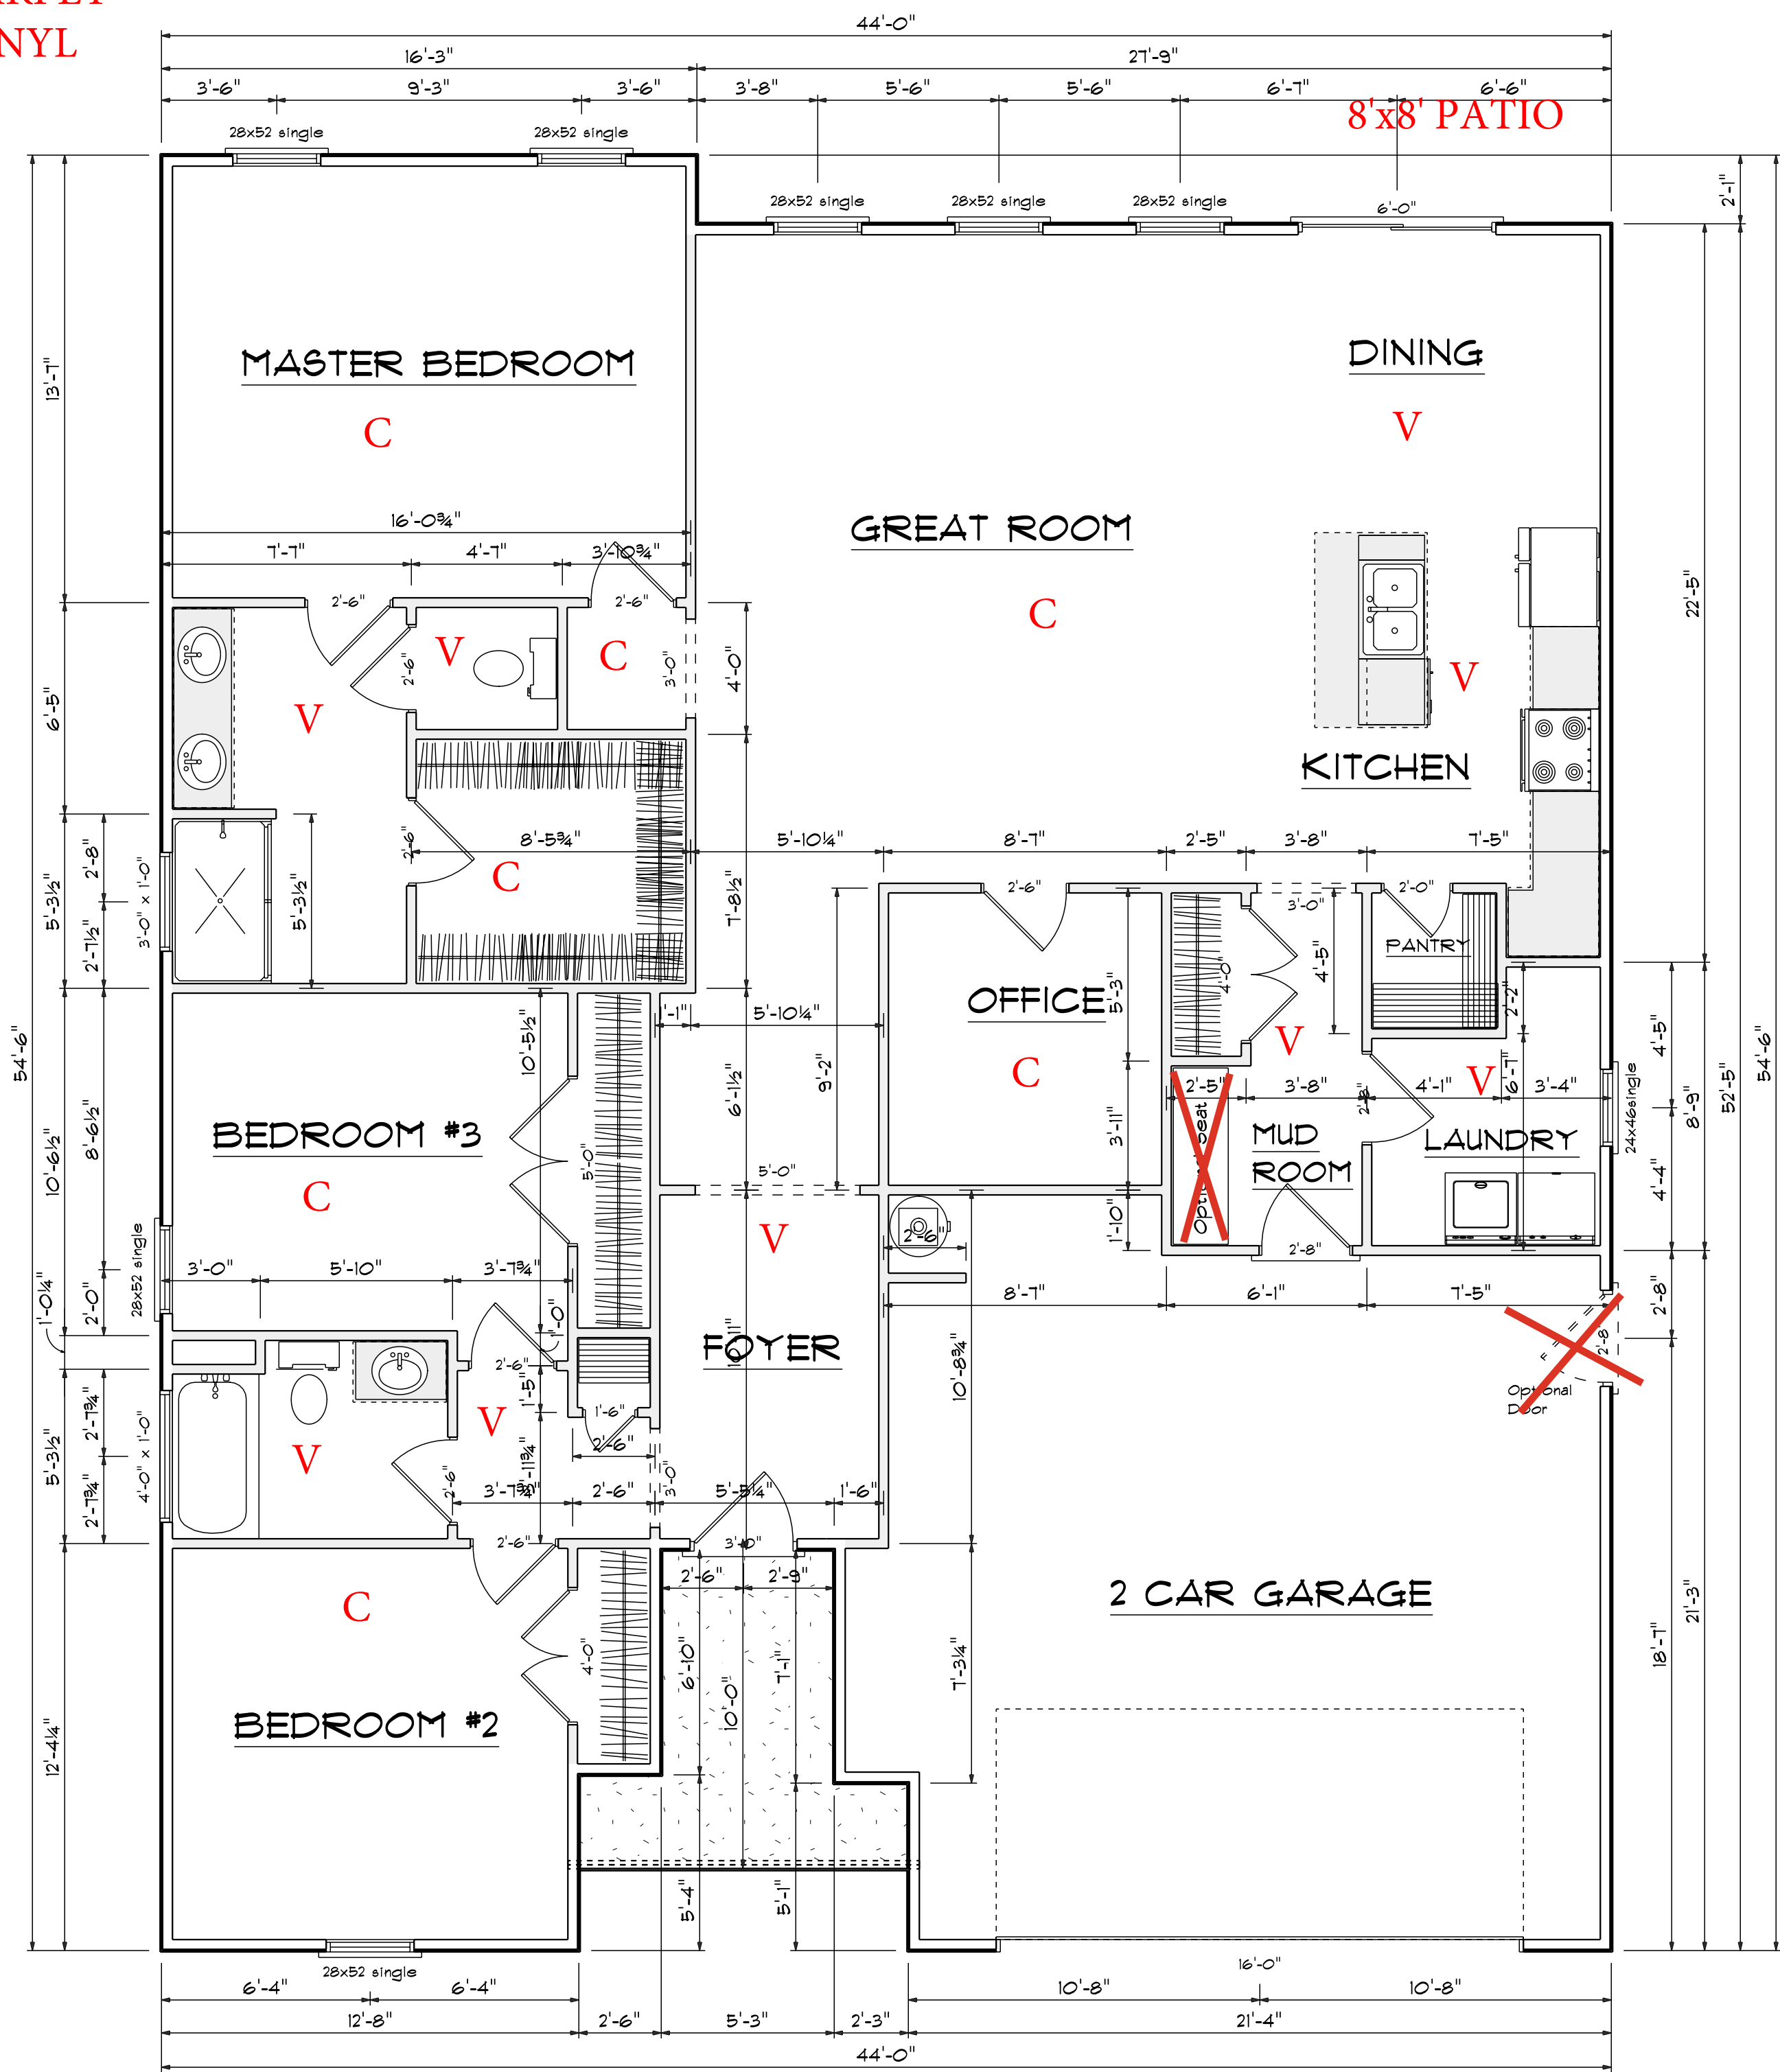 NYL
44'-0"
16'-3"
27'-9"
3'-6"
9'-3"
3'-6"
3'-8"
5'-6"
5'-6"
6'-7"
6'-6"
8'x8' PATIO
28x52 single
28x52 single
28x52 single
28x52 single
28x52 single
6'-0"
2'-1"
MASTER BEDROOM
C
DINING
V
13'-7"
GREAT ROOM
C
16'-0¾"
7'-7"
4'-7"
3'-10¾"
2'-6"
2'-6"
22'-5"
V
C
2'-6"
3'-0"
4'-0"
V
V
6'-5"
KITCHEN
2'-6"
8'-5¾"
5'-10¼"
8'-7"
2'-5"
3'-8"
7'-5"
C
5'-3½"
2'-8"
2'-7½"
3'-0" x 1'-0"
5'-3½"
7'-8½"
2'-6"
3'-0"
2'-0"
PANTRY
4'-0"
4'-5"
OFFICE
5'-3"
2'-2"
1'-1"
5'-10¼"
10'-5½"
9'-2"
C
V
V
54'-6"
4'-5"
8'-9"
52'-5"
54'-6"
2'-5"
3'-8"
2'-8"
4'-1"
6'-7"
3'-4"
24x46single
BEDROOM #3
C
10'-6½"
8'-6½"
5'-0"
6'-1½"
3'-11"
MUD
ROOM
LAUNDRY
4'-4"
5'-0"
V
2'-6"
1'-10"
2'-8"
28x52 single
3'-0"
5'-10"
3'-7¾"
2'-0"
1'-0¼"
8'-7"
6'-1"
7'-5"
2'-8"
FOYER
1'-0"
2'-6"
1'-5"
10'-8¾"
2'-8"
F
Door
V
V
1'-6"
2'-6"
5'-3½"
2'-7¾"
2'-7¾"
4'-0" x 1'-0"
2'-6"
3'-7¾"
2'-6"
3'-0"
5'-5¼"
1'-6"
2'-6"
3'-0"
2'-6"
2'-9"
C
2 CAR GARAGE
4'-0"
6'-10"
10'-0"
7'-1"
7'-3¼"
18'-7"
21'-3"
BEDROOM #2
12'-4¼"
5'-4"
5'-1"
28x52 single
16'-0"
6'-4"
6'-4"
10'-8"
10'-8"
12'-8"
2'-6"
5'-3"
2'-3"
21'-4"
44'-0"